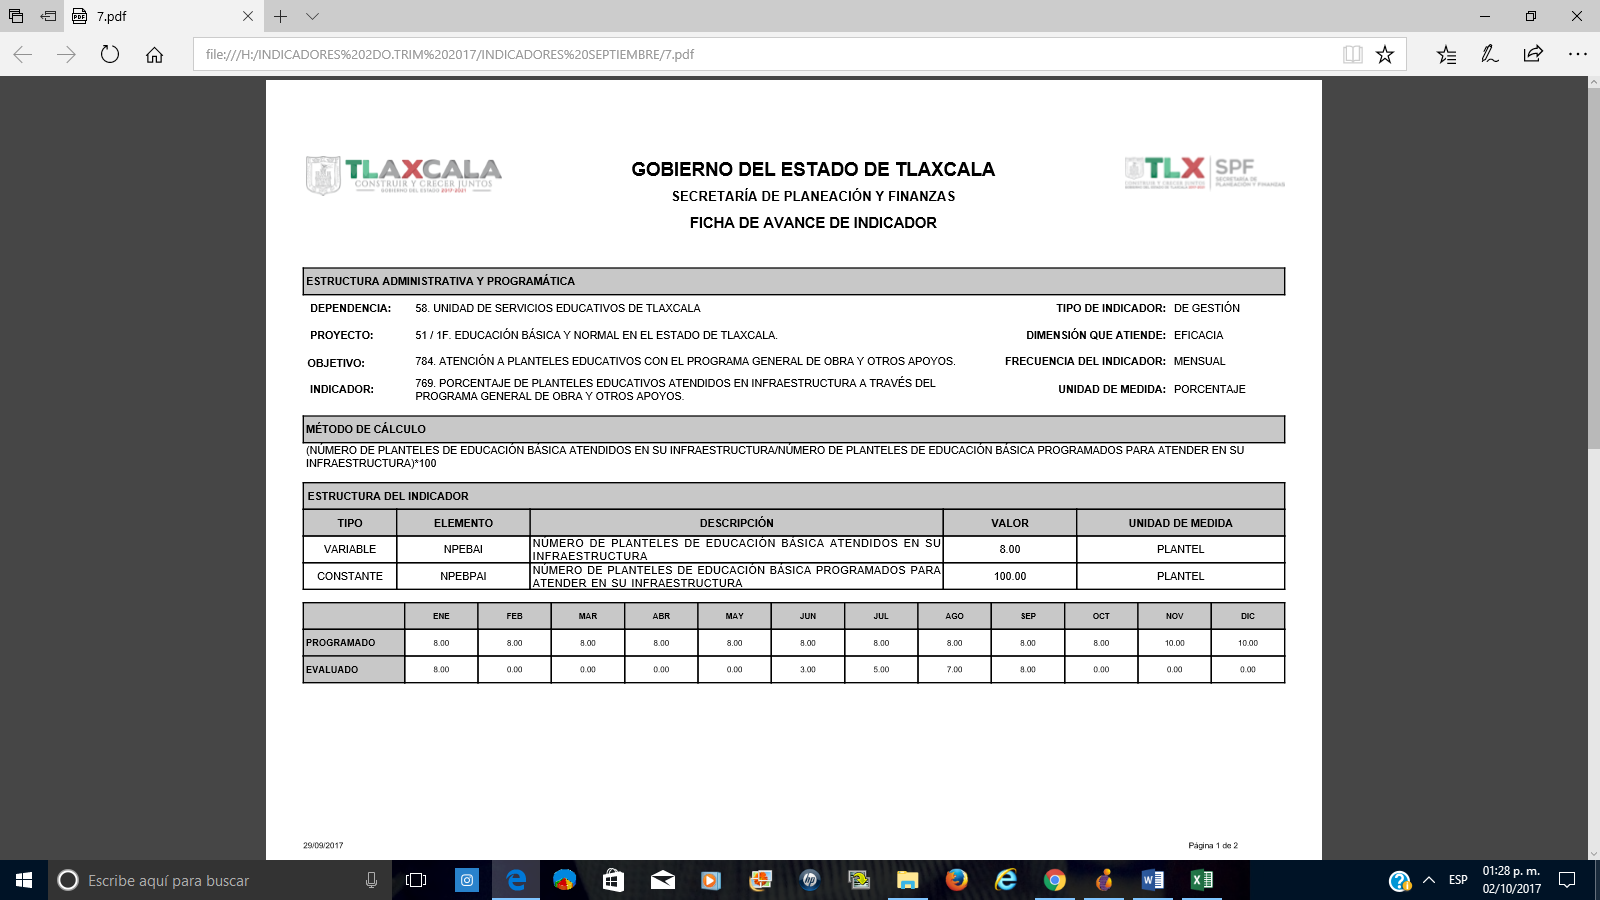 7.pdf
file:///H:/INDICADORES%202DO.TRIM%202017/INDICADORES%20SEPTIEMBRE/7.pdf
TLAXCALA
CONSTRUIR Y CRECER JUNTOS
GOBIERNO DEL ESTADO 2017-2021
GOBIERNO DEL ESTADO DE TLAXCALA
SECRETARÍA DE PLANEACIÓN Y FINANZAS
FICHA DE AVANCE DE INDICADOR
TLX
CONSTRUIR Y CRECER JUNTOS
SPF
SECRETARÍA DE
PLANEACIÓN Y FINANZAS
ESTRUCTURA ADMINISTRATIVA Y PROGRAMÁTICA
DEPENDENCIA: 58. UNIDAD DE SERVICIOS EDUCATIVOS DE TLAXCALA TIPO DE INDICADOR: DE GESTIÓN
PROYECTO: 51 / 1F. EDUCACIÓN BÁSICA Y NORMAL EN EL ESTADO DE TLAXCALA. DIMENSIÓN QUE ATIENDE: EFICACIA
OBJETIVO: 784. ATENCIÓN A PLANTELES EDUCATIVOS CON EL PROGRAMA GENERAL DE OBRA Y OTROS APOYOS. FRECUENCIA DEL INDICADOR: MENSUAL
INDICADOR: 769. PORCENTAJE DE PLANTELES EDUCATIVOS ATENDIDOS EN INFRAESTRUCTURA A TRAVÉS DEL
PROGRAMA GENERAL DE OBRA Y OTROS APOYOS. UNIDAD DE MEDIDA: PORCENTAJE
MÉTODO DE CÁLCULO
(NÚMERO DE PLANTELES DE EDUCACIÓN BÁSICA ATENDIDOS EN SU INFRAESTRUCTURA/NÚMERO DE PLANTELES DE EDUCACIÓN BÁSICA PROGRAMADOS PARA ATENDER EN SU
INFRAESTRUCTURA)*100
ESTRUCTURA DEL INDICADOR
TIPO ELEMENTO DESCRIPCIÓN VALOR UNIDAD DE MEDIDA
VARIABLE NPEBAI NÚMERO DE PLANTELES DE EDUCACIÓN BÁSICA ATENDIDOS EN SU
INFRAESTRUCTURA 8.00 PLANTEL
CONSTANTE NPEBPAI NÚMERO DE PLANTELES DE EDUCACIÓN BÁSICA PROGRAMADOS PARA
ATENDER EN SU INFRAESTRUCTURA 100.00 PLANTEL
ENE FEB MAR ABR MAY JUN JUL AGO SEP OCT NOV DIC
PROGRAMADO 8.00 8.00 8.00 8.00 8.00 8.00 8.00 8.00 8.00 8.00 10.00 10.00
EVALUADO 8.00 0.00 0.00 0.00 0.00 3.00 5.00 7.00 8.00 0.00 0.00 0.00
29/09/2017 Página 1 de 2
Escribe aquí para buscar
ESP
01:28 p. m.
02/10/2017